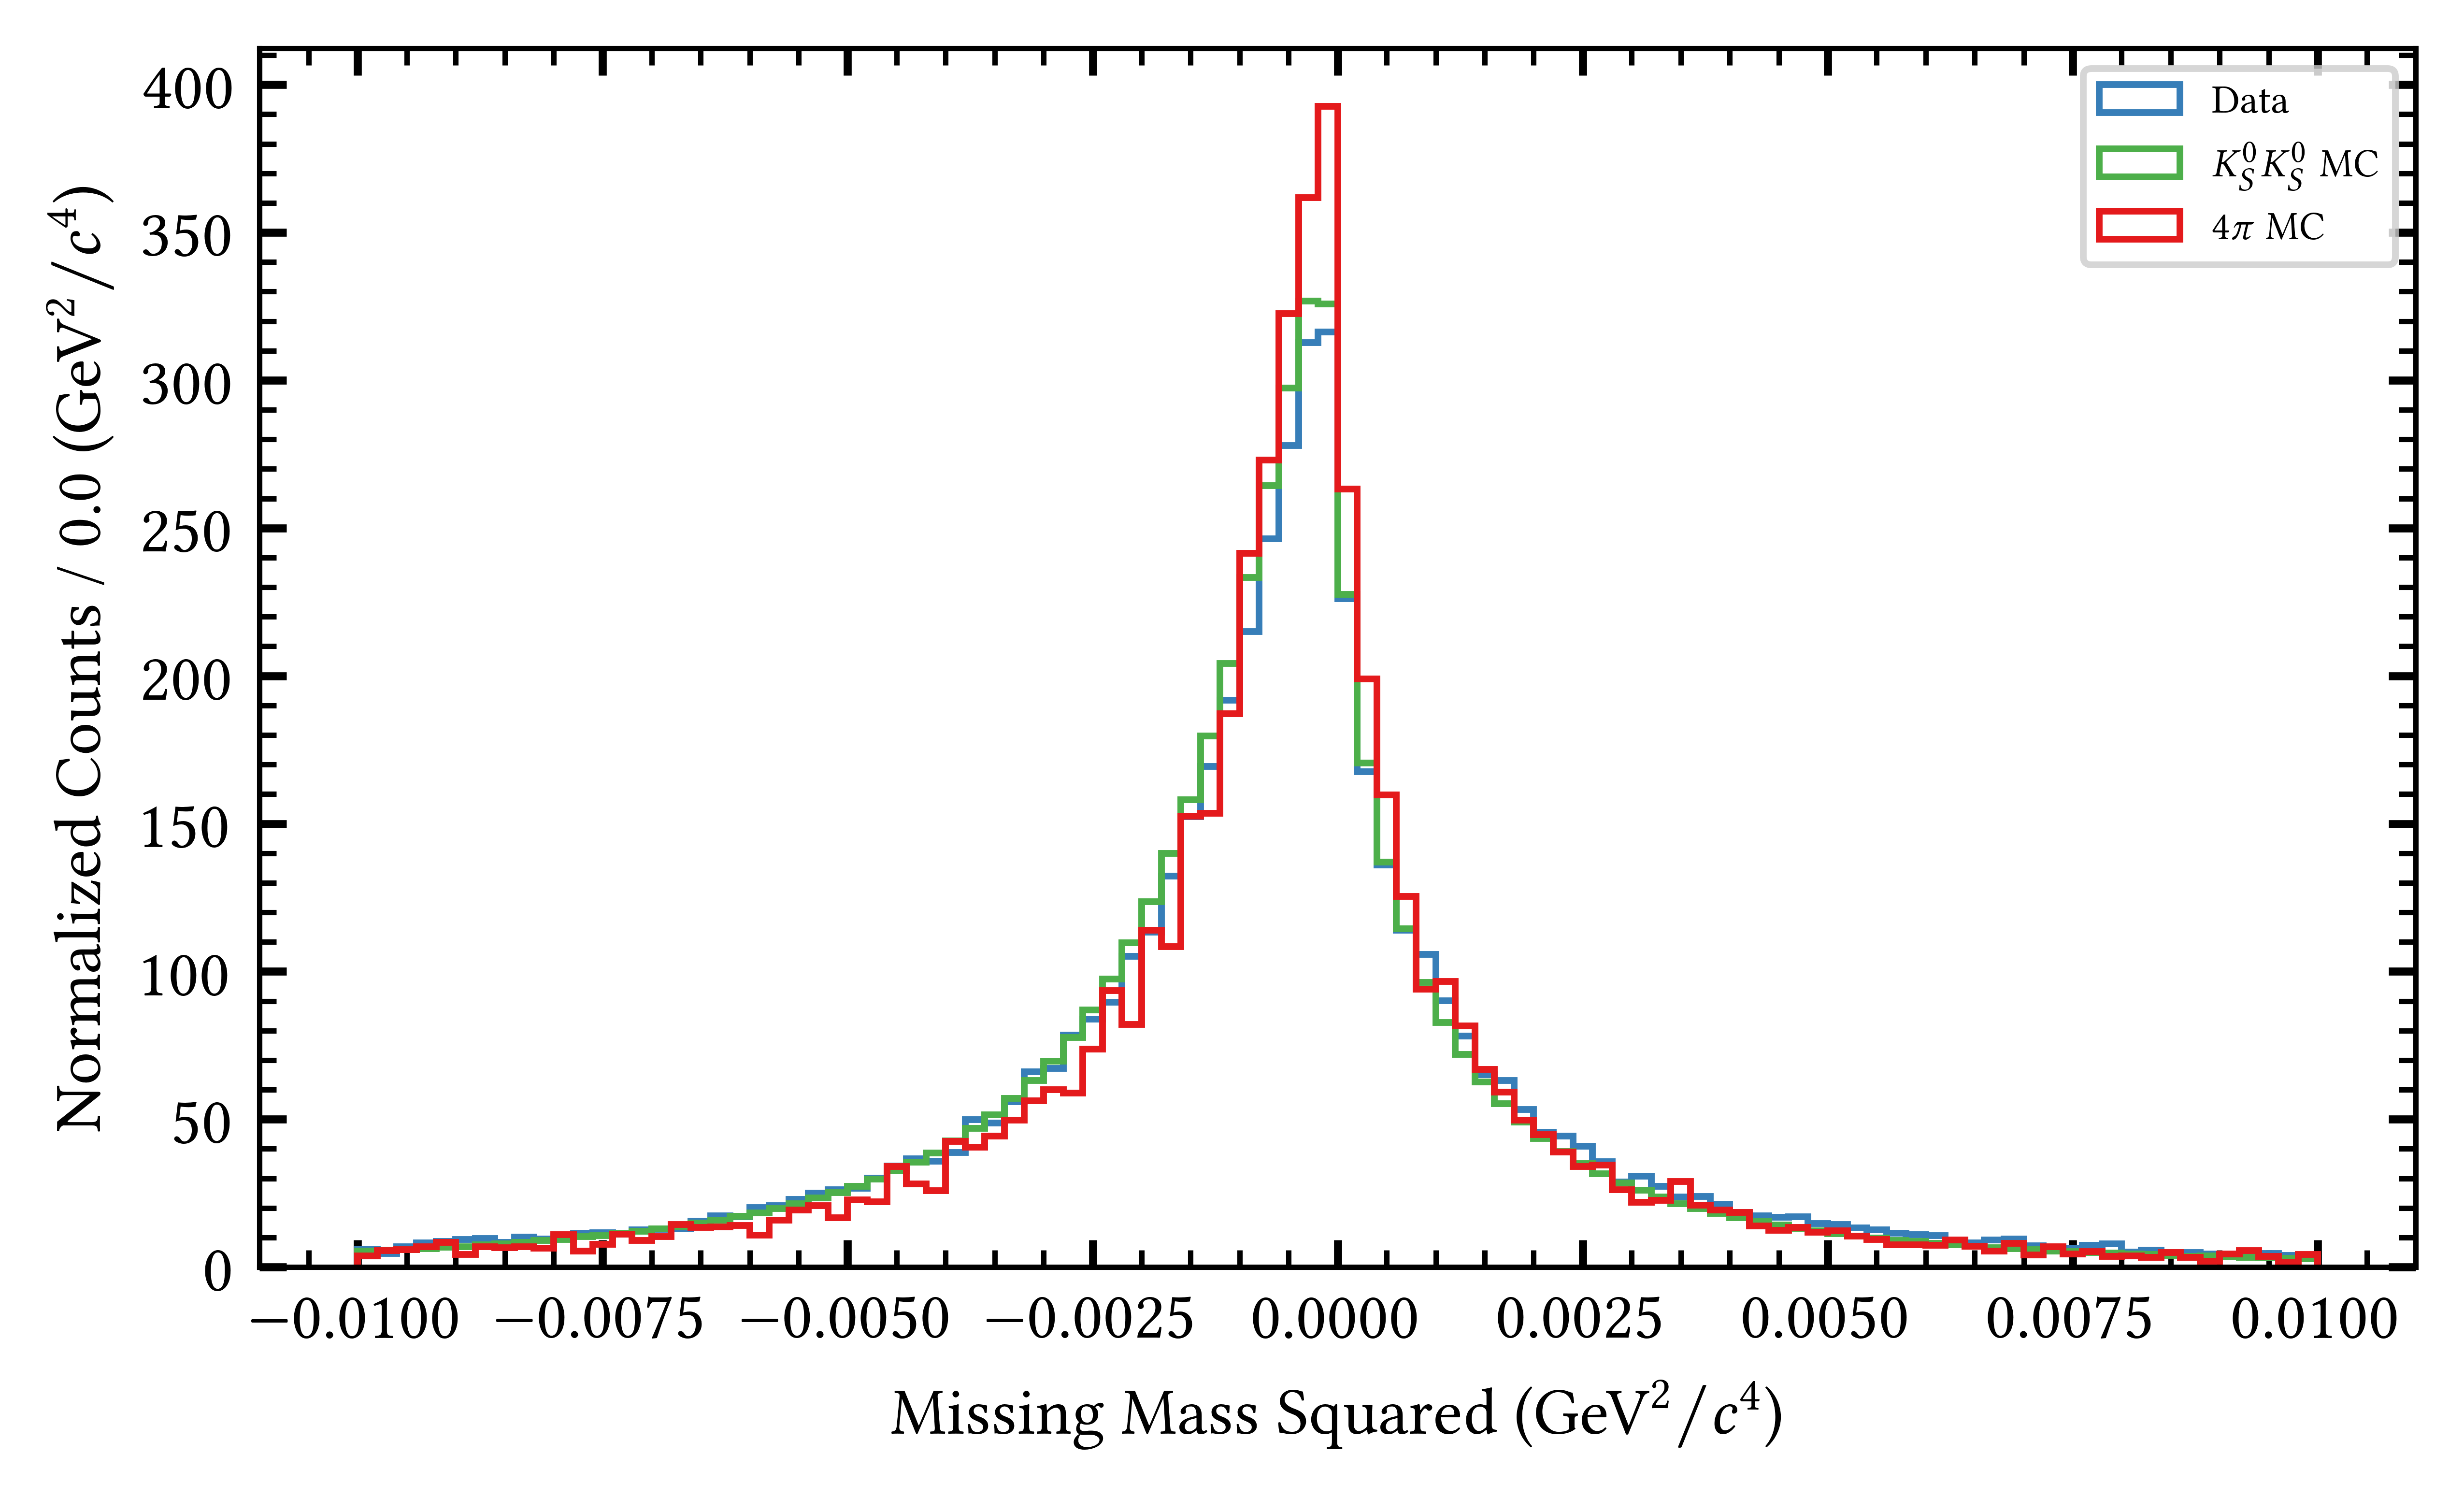 Normalized Counts / 0.0 (GeV²/c⁴)
400
350
300
250
200
150
100
50
0
Data
K⁰_S K⁰_S MC
4π MC
−0.0100 −0.0075 −0.0050 −0.0025 0.0000 0.0025 0.0050 0.0075 0.0100
Missing Mass Squared (GeV²/c⁴)